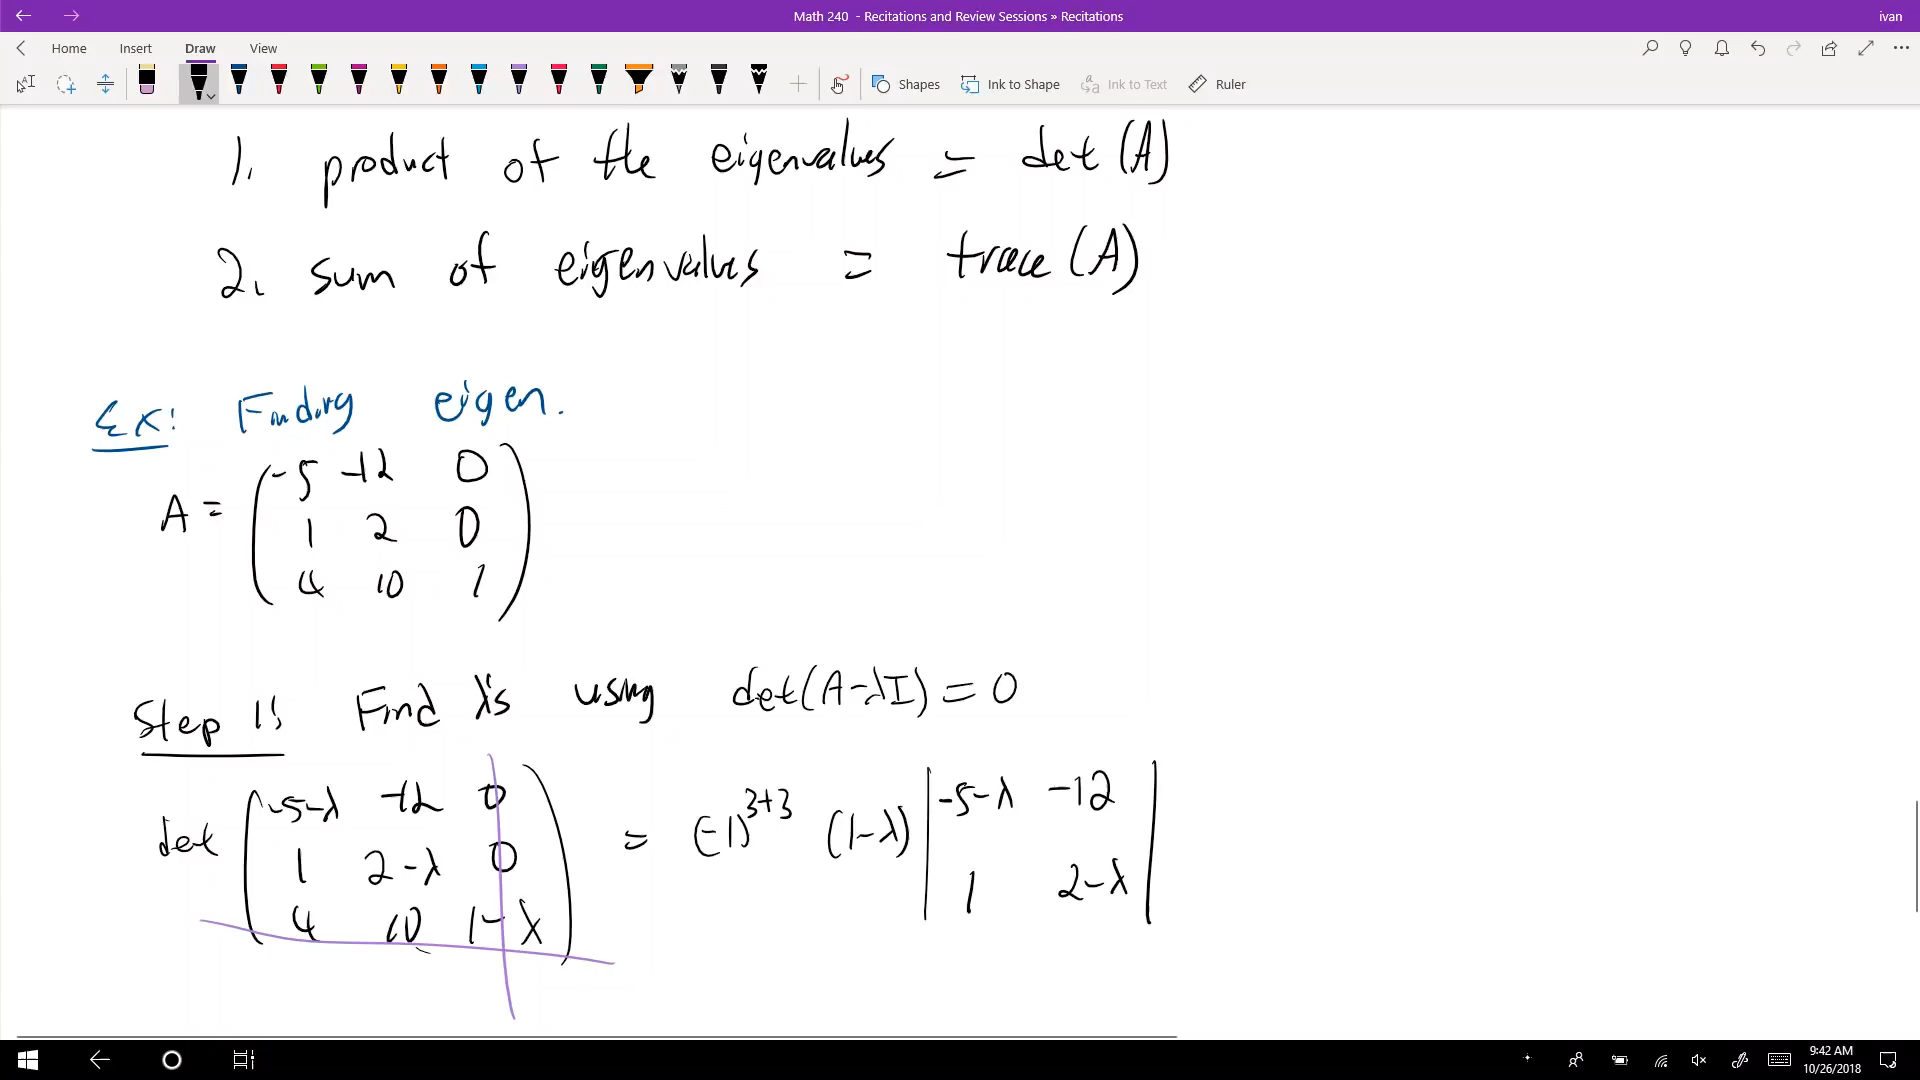 Math 240 - Recitations and Review Sessions » Recitations
ivan
Home Insert Draw View
Shapes Ink to Shape Ink to Text Ruler
1. product of the eigenvalues = det (A)
2. sum of eigenvalues = trace (A)
Ex: Finding eigen.
A = ( -5 -12 0
1 2 0
4 10 1 )
Step 1: Find λ's using det(A-λI) = 0
det ( -5-λ -12 0
1 2-λ 0
4 10 1-λ ) = (-1)^{3+3} (1-λ) | -5-λ -12
1 2-λ |
9:42 AM
10/26/2018